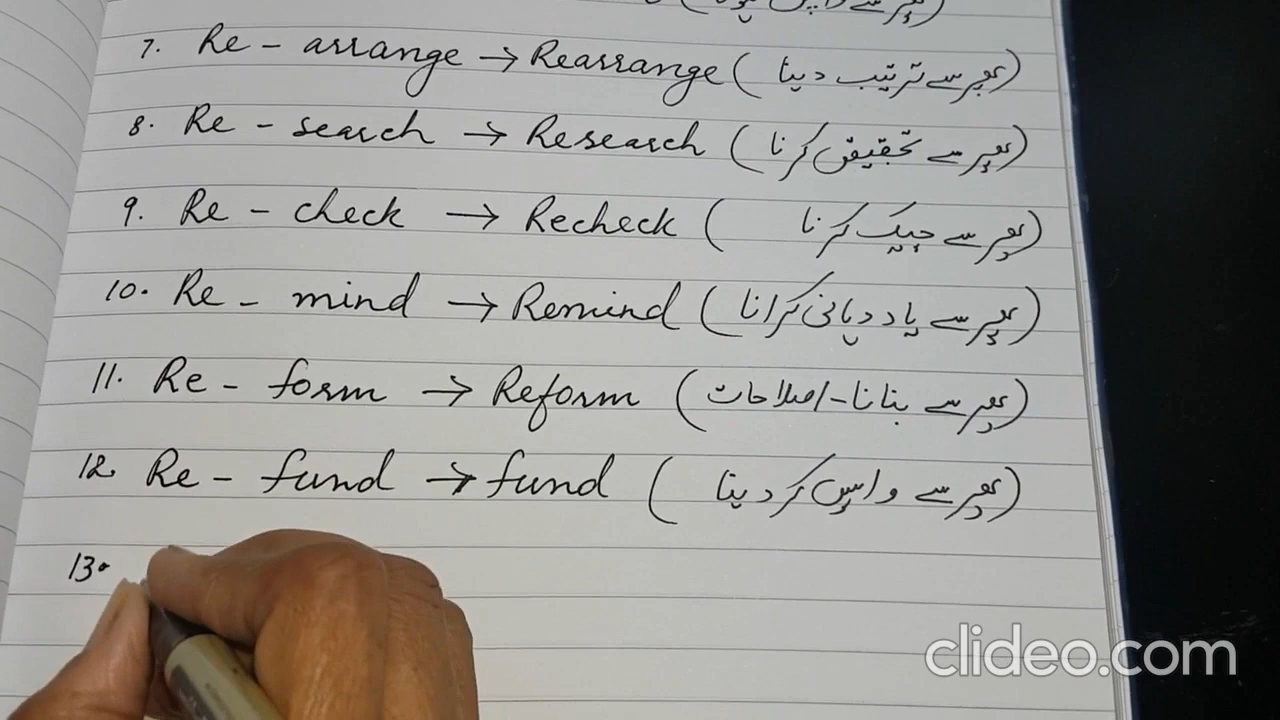 7. Re - arrange → Rearrange (پھر سے ترتیب دینا)
8. Re - search → Research (پھر سے تحقیق کرنا)
9. Re - check → Recheck (پھر سے چیک کرنا)
10. Re - mind → Remind (پھر سے یاد دہانی کرانا)
11. Re - form → Reform (پھر سے بنانا - اصلاحات)
12. Re - fund → fund (پھر سے واپس کر دینا)
13.
clideo.com